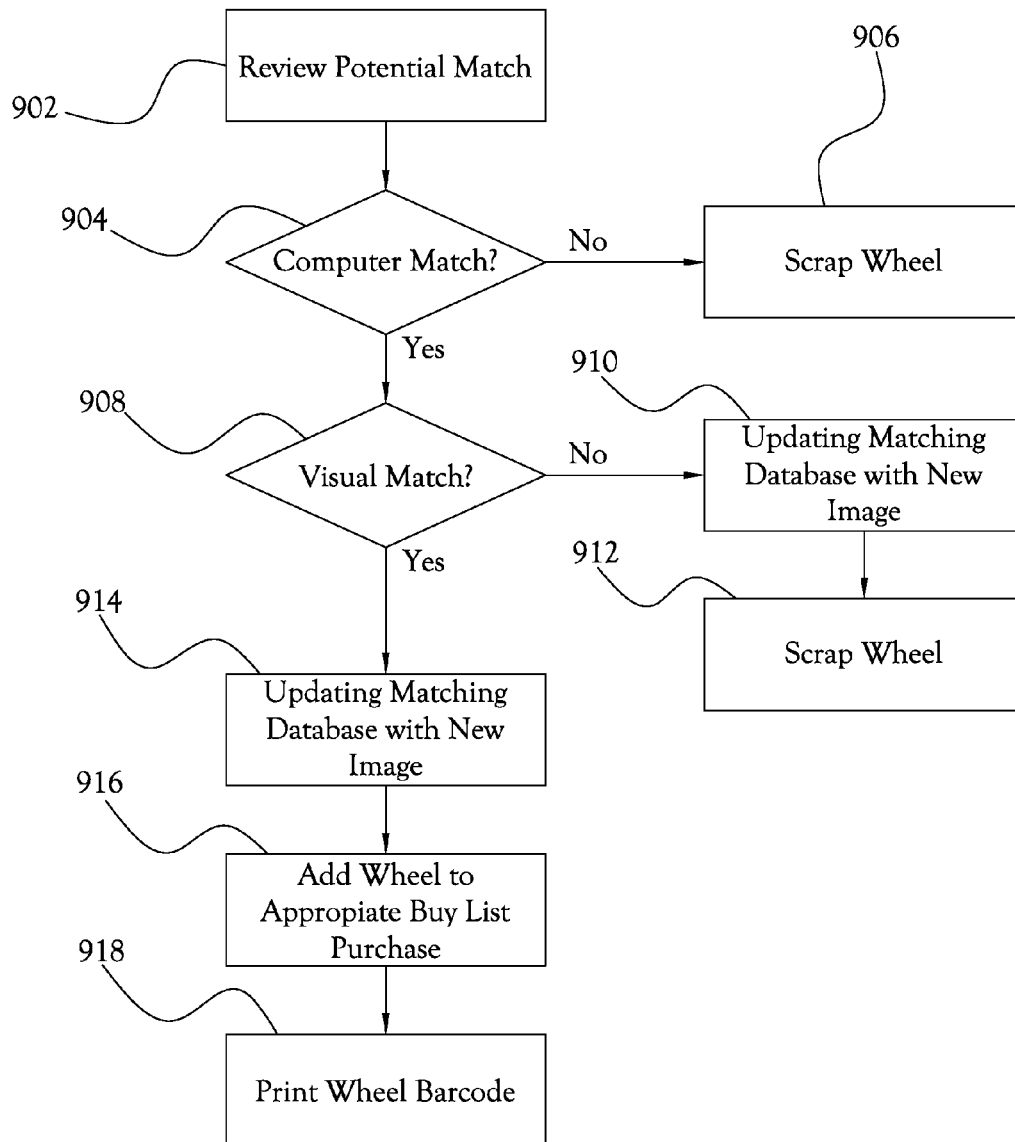 Review Potential Match
902
906
904
Computer Match?
No
Scrap Wheel
Yes
910
908
Visual Match?
No
Updating Matching
Database with New
Image
Yes
912
Scrap Wheel
914
Updating Matching
Database with New
Image
916
Add Wheel to
Appropiate Buy List
Purchase
918
Print Wheel Barcode